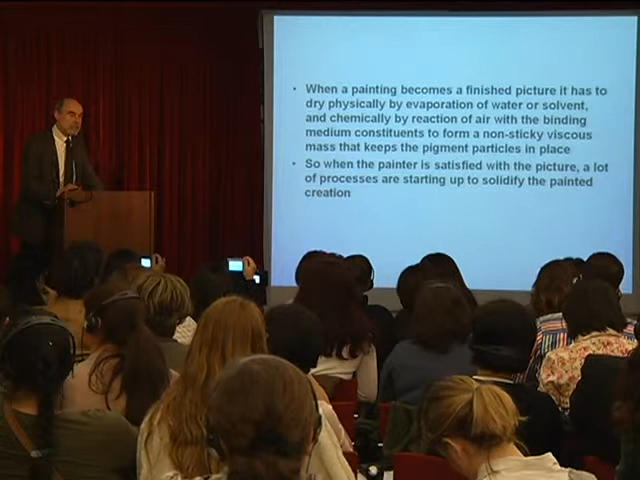 • When a painting becomes a finished picture it has to
dry physically by evaporation of water or solvent,
and chemically by reaction of air with the binding
medium constituents to form a non-sticky viscous
mass that keeps the pigment particles in place
• So when the painter is satisfied with the picture, a lot
of processes are starting up to solidify the painted
creation